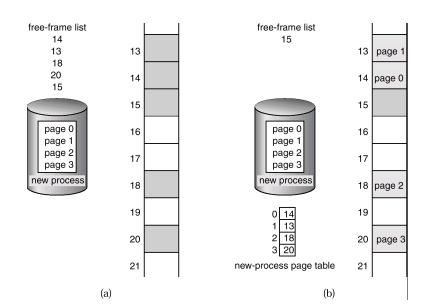 free-frame list
14
13
18
20
15
13
14
15
16
17
18
19
20
21
page 0
page 1
page 2
page 3
new process
(a)
free-frame list
15
13 page 1
14 page 0
15
16
17
18 page 2
19
20 page 3
21
page 0
page 1
page 2
page 3
new process
0 14
1 13
2 18
3 20
new-process page table
(b)